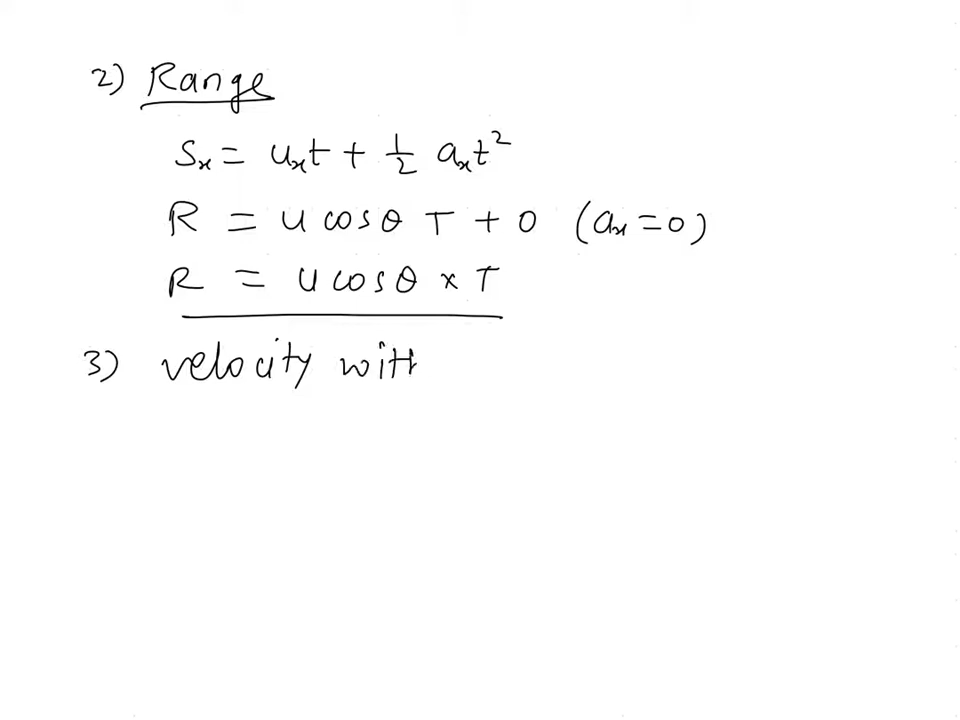 2) Range
Sₓ = uₓt + ½ aₓt²
R = u cosθ T + 0 (aₓ = 0)
R = u cosθ × T
3) velocity with